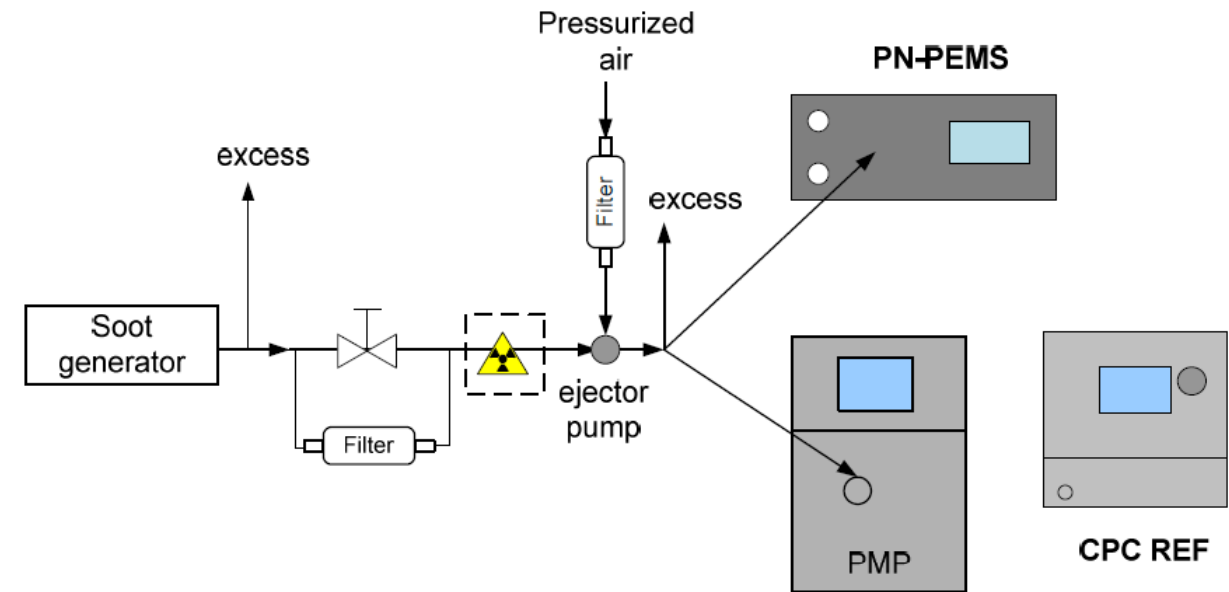 Pressurized
air
PN-PEMS
excess
Filter
excess
Soot
generator
ejector
pump
Filter
PMP
CPC REF